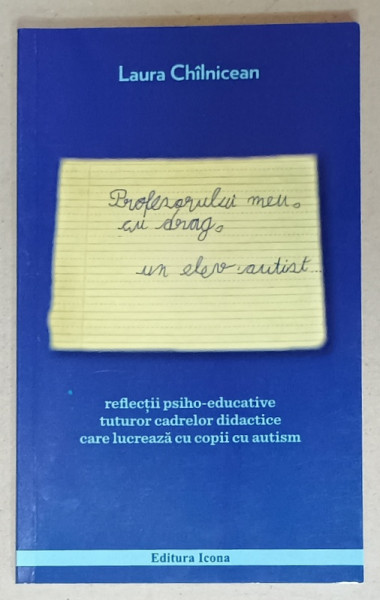 Laura Chîlnicean
Profesorului meu,
cu drag,
un elev autist...
reflecții psiho-educative
tuturor cadrelor didactice
care lucrează cu copii cu autism
Editura Icona